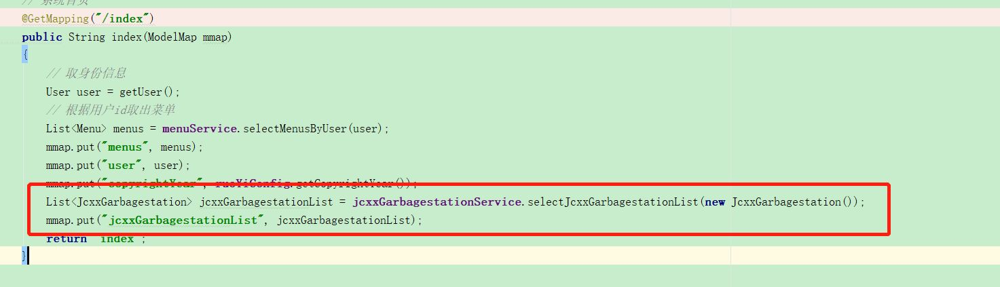 // 系统首页
@GetMapping("/index")
public String index(ModelMap mmap)
{
// 取身份信息
User user = getUser();
// 根据用户id取出菜单
List<Menu> menus = menuService.selectMenusByUser(user);
mmap.put("menus", menus);
mmap.put("user", user);
mmap.put("copyrightYear", ruoYiConfig.getCopyrightYear());
List<JcxxGarbagestation> jcxxGarbagestationList = jcxxGarbagestationService.selectJcxxGarbagestationList(new JcxxGarbagestation());
mmap.put("jcxxGarbagestationList", jcxxGarbagestationList);
return "index";
}